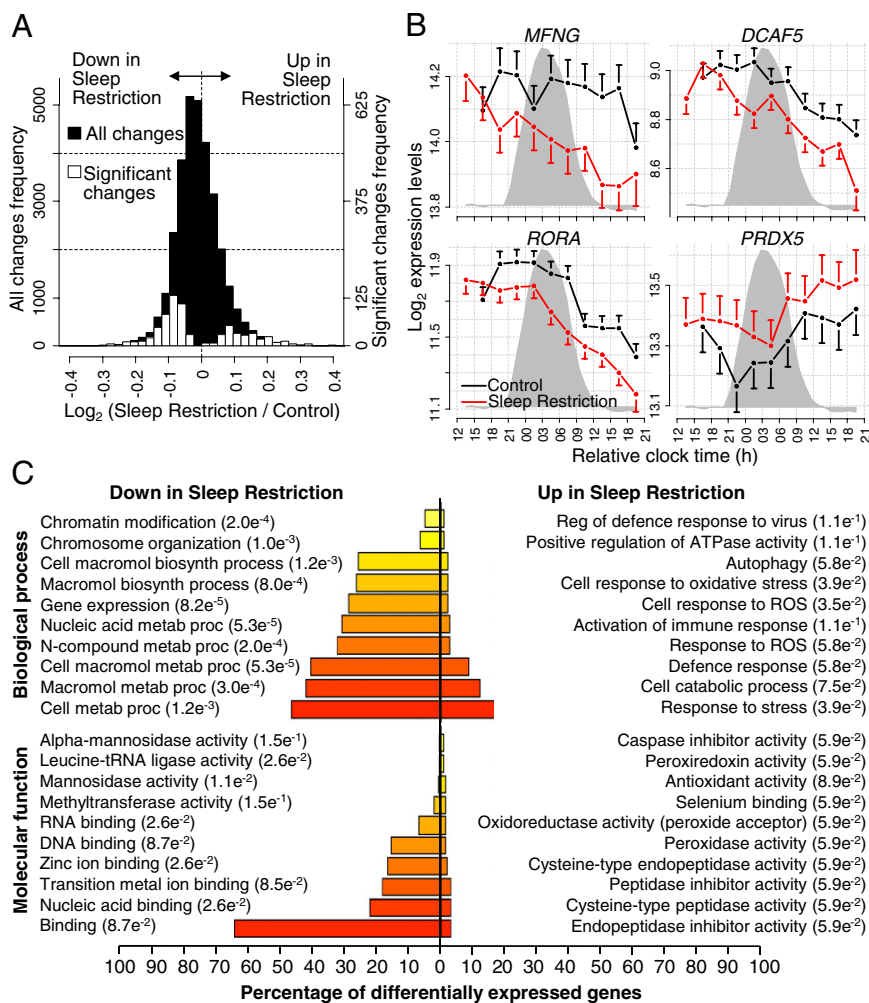 A
Down in Sleep Restriction
Up in Sleep Restriction
All changes
Significant changes
All changes frequency
5000
3000
1000
0
Significant changes frequency
625
375
125
0
-0.4 -0.3 -0.2 -0.1 0 0.1 0.2 0.3 0.4
Log2 (Sleep Restriction / Control)
B
MFNG
14.2
14.0
13.8
DCAF5
9.0
8.8
8.6
RORA
11.9
11.5
11.1
PRDX5
13.5
13.3
13.1
Log2 expression levels
Control
Sleep Restriction
12 15 18 21 00 03 06 09 12 15 18 21
12 15 18 21 00 03 06 09 12 15 18 21
Relative clock time (h)
C
Down in Sleep Restriction
Up in Sleep Restriction
Biological process
Chromatin modification (2.0e-4)
Reg of defence response to virus (1.1e-1)
Chromosome organization (1.0e-3)
Positive regulation of ATPase activity (1.1e-1)
Cell macromol biosynth process (1.2e-3)
Autophagy (5.8e-2)
Macromol biosynth process (8.0e-4)
Cell response to oxidative stress (3.9e-2)
Gene expression (8.2e-5)
Cell response to ROS (3.5e-2)
Nucleic acid metab proc (5.3e-5)
Activation of immune response (1.1e-1)
N-compound metab proc (2.0e-4)
Response to ROS (5.8e-2)
Cell macromol metab proc (5.3e-5)
Defence response (5.8e-2)
Macromol metab proc (3.0e-4)
Cell catabolic process (7.5e-2)
Cell metab proc (1.2e-3)
Response to stress (3.9e-2)
Molecular function
Alpha-mannosidase activity (1.5e-1)
Caspase inhibitor activity (5.9e-2)
Leucine-tRNA ligase activity (2.6e-2)
Peroxiredoxin activity (5.9e-2)
Mannosidase activity (1.1e-2)
Antioxidant activity (8.9e-2)
Methyltransferase activity (1.5e-1)
Selenium binding (5.9e-2)
RNA binding (2.6e-2)
Oxidoreductase activity (peroxide acceptor) (5.9e-2)
DNA binding (8.7e-2)
Peroxidase activity (5.9e-2)
Zinc ion binding (2.6e-2)
Cysteine-type endopeptidase activity (5.9e-2)
Transition metal ion binding (8.5e-2)
Peptidase inhibitor activity (5.9e-2)
Nucleic acid binding (2.6e-2)
Cysteine-type peptidase activity (5.9e-2)
Binding (8.7e-2)
Endopeptidase inhibitor activity (5.9e-2)
100 90 80 70 60 50 40 30 20 10 0 10 20 30 40 50 60 70 80 90 100
Percentage of differentially expressed genes